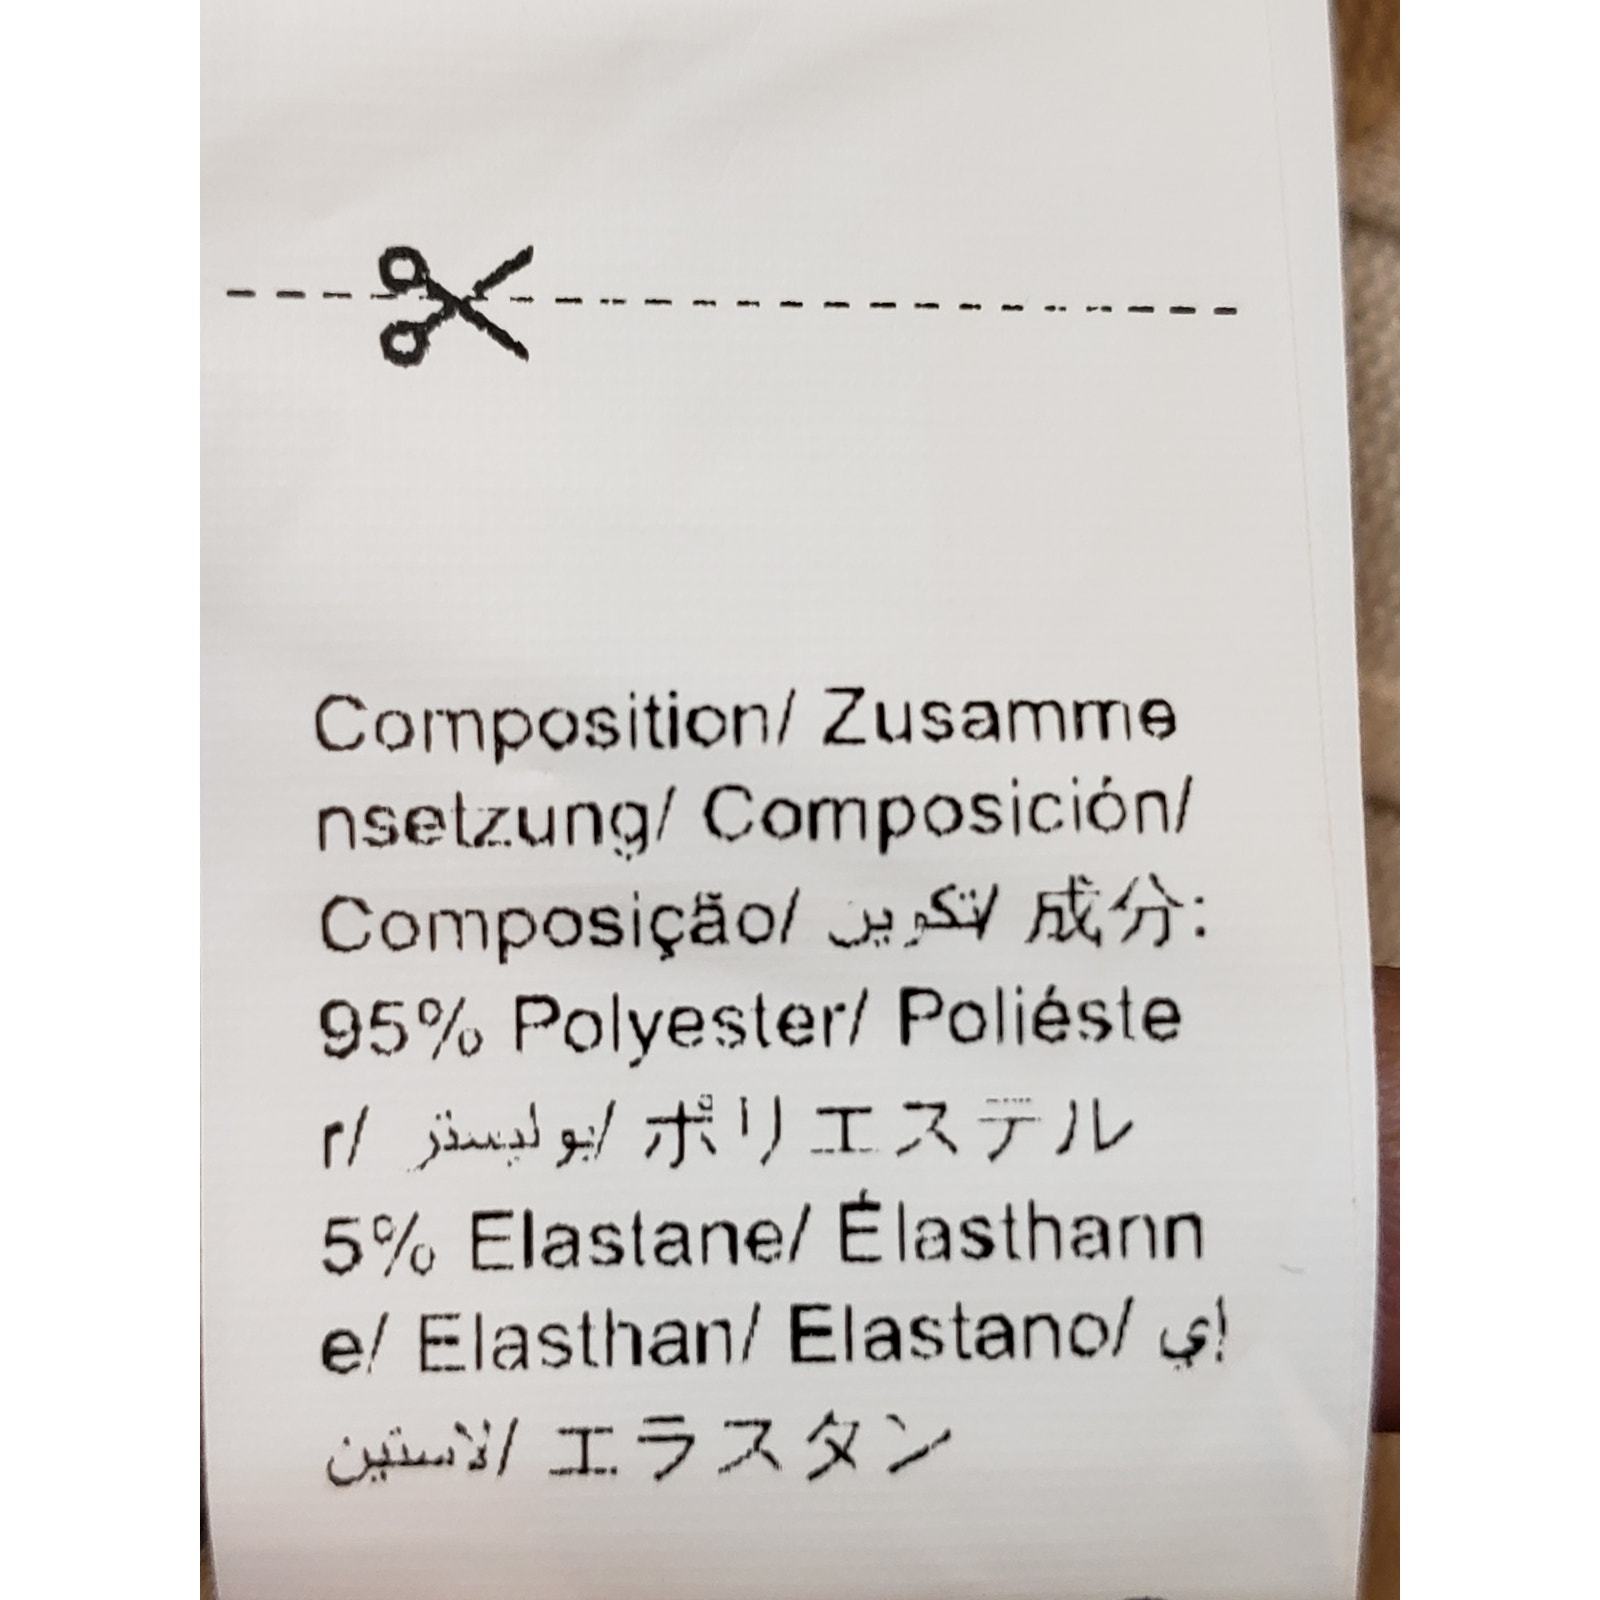 Composition/ Zusamme
nsetzung/ Composición/
Composição/ تكوين/ 成分:
95% Polyester/ Poliéste
r/ بوليستر/ ポリエステル
5% Elastane/ Élasthann
e/ Elasthan/ Elastano/ إي
لاستين/ エラスタン